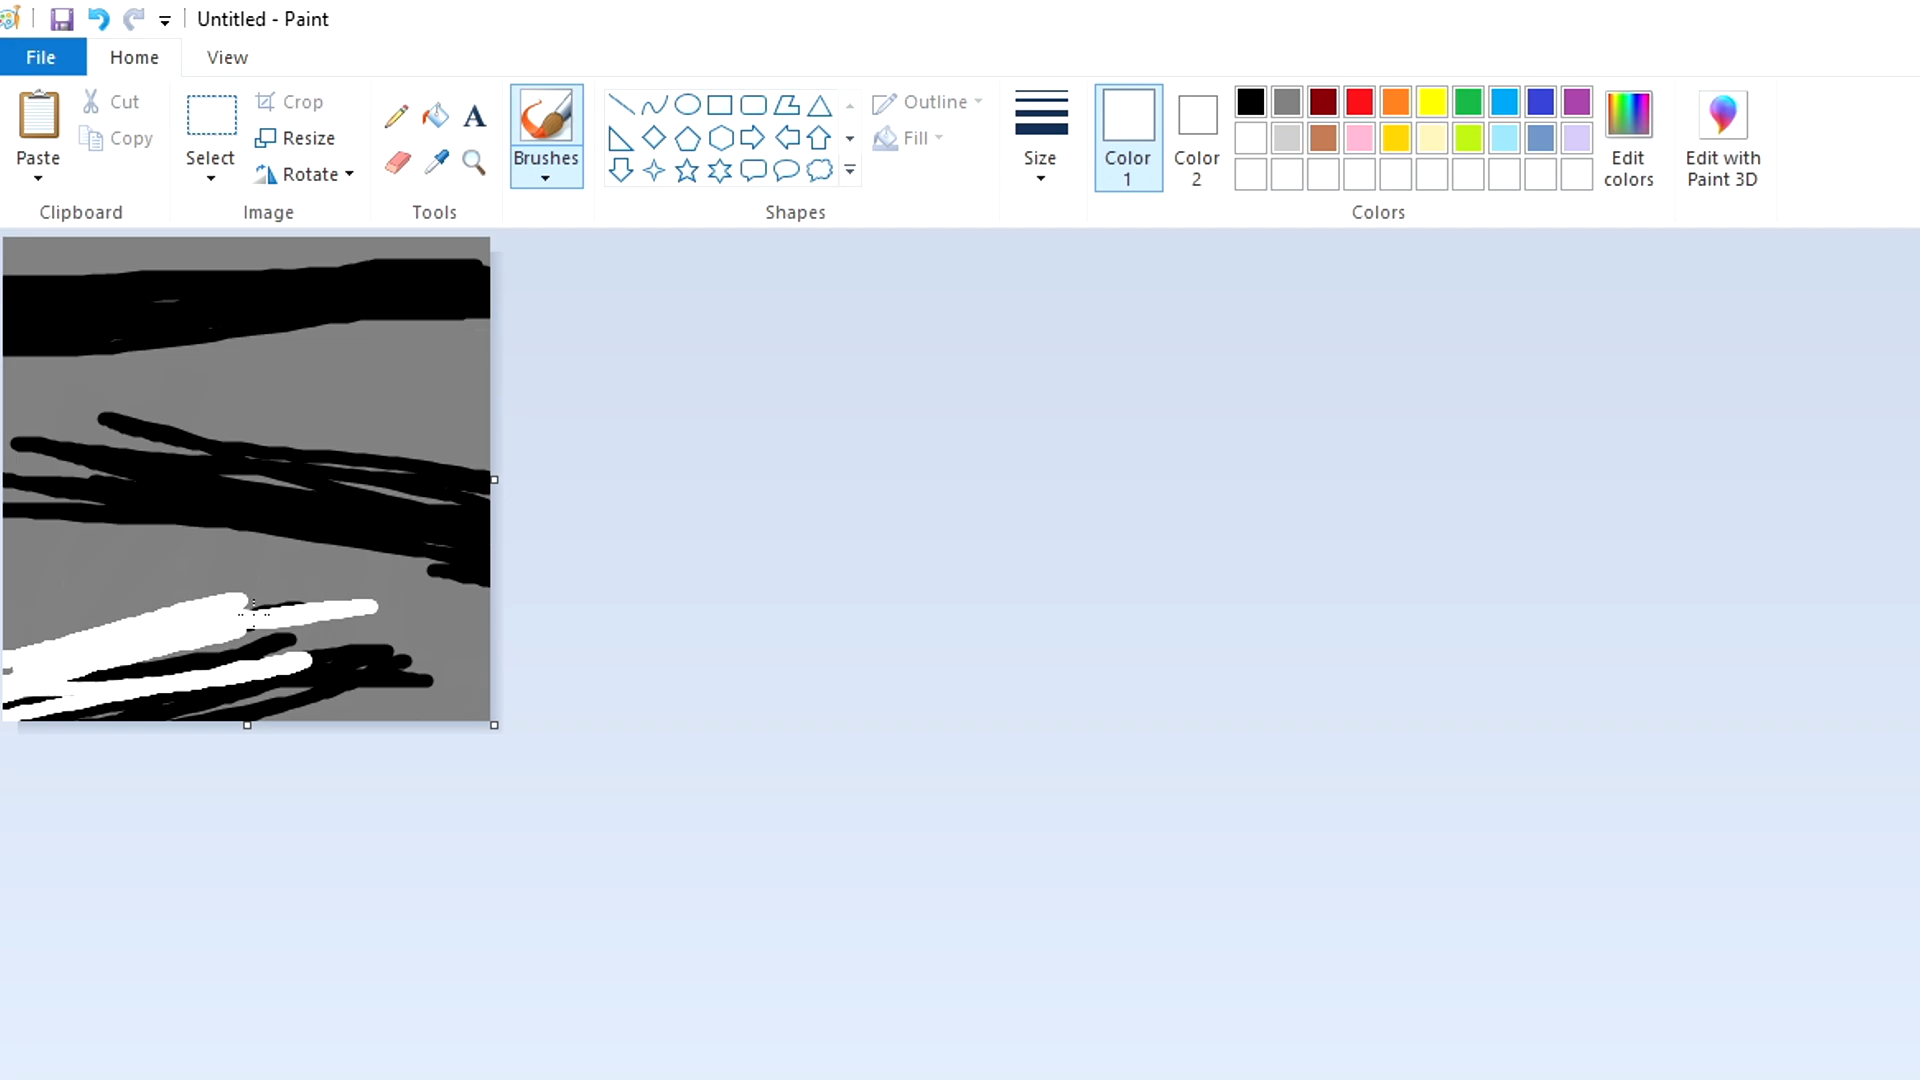 Untitled - Paint
File Home View
Paste Cut Copy Select Crop Resize Rotate A Brushes Outline Fill Size Color 1 Color 2 Edit colors Edit with Paint 3D
Clipboard Image Tools Shapes Colors